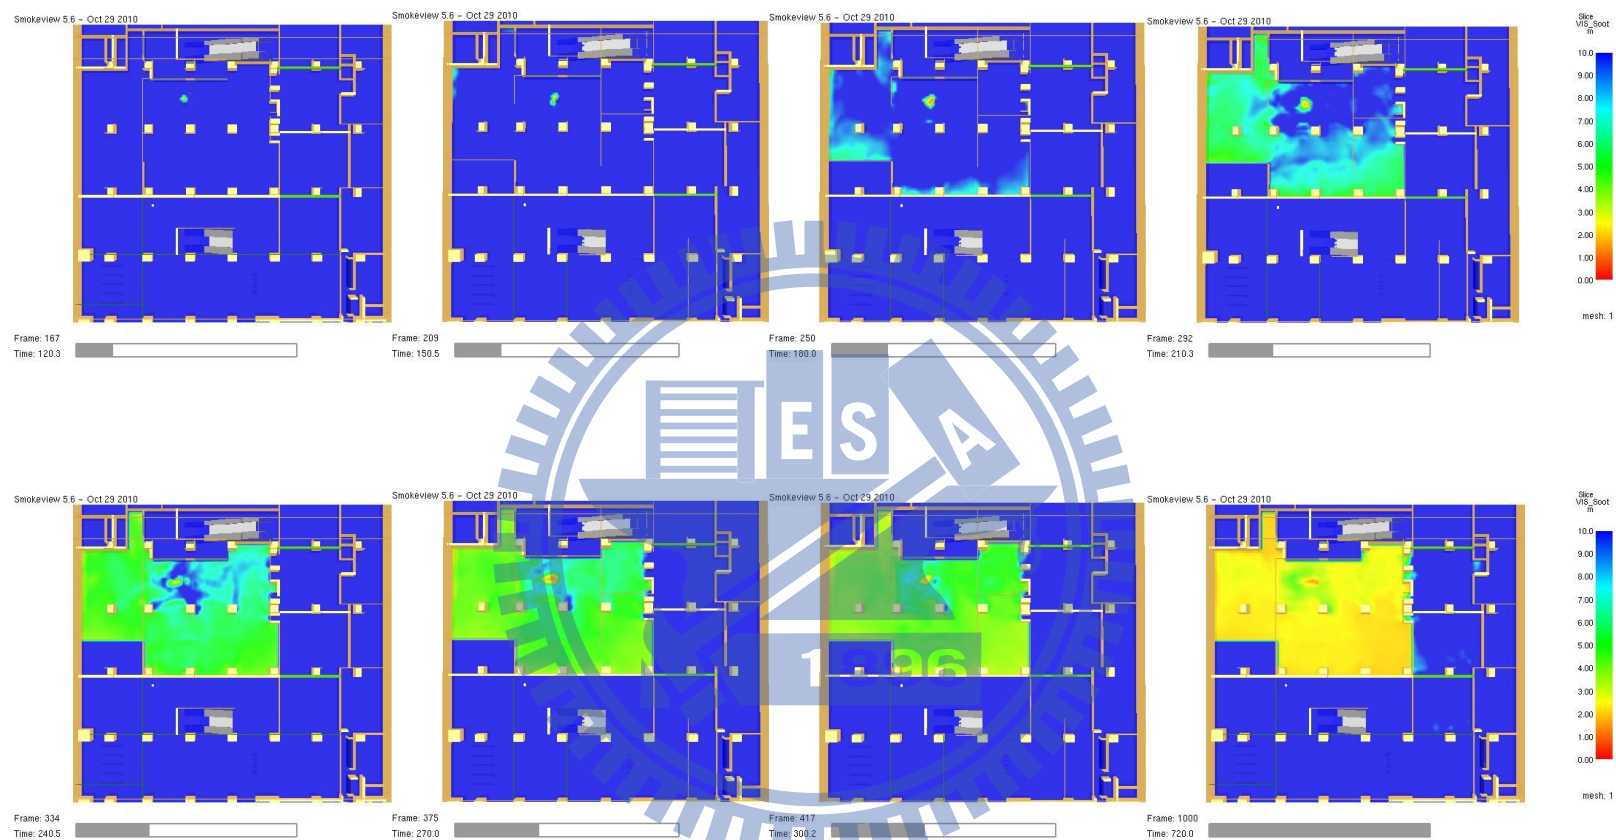 Smokeview 5.6 – Oct 29 2010
Smokeview 5.6 – Oct 29 2010
Smokeview 5.6 – Oct 29 2010
Smokeview 5.6 – Oct 29 2010
Slice
VIS_Soot
m
10.0
9.00
8.00
7.00
6.00
5.00
4.00
3.00
2.00
1.00
0.00
mesh: 1
Frame: 167
Time: 120.3
Frame: 209
Time: 150.5
Frame: 250
Time: 180.0
Frame: 292
Time: 210.3
ESA
1896
Smokeview 5.6 – Oct 29 2010
Smokeview 5.6 – Oct 29 2010
Smokeview 5.6 – Oct 29 2010
Smokeview 5.6 – Oct 29 2010
Slice
VIS_Soot
m
10.0
9.00
8.00
7.00
6.00
5.00
4.00
3.00
2.00
1.00
0.00
mesh: 1
Frame: 334
Time: 240.5
Frame: 375
Time: 270.0
Frame: 417
Time: 300.2
Frame: 1000
Time: 720.0